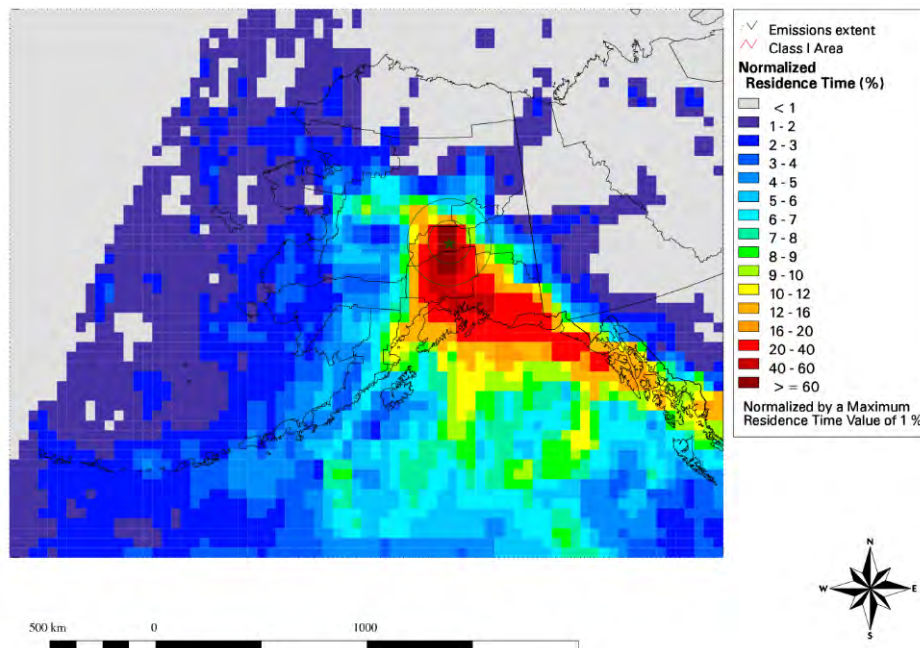 Emissions extent
Class I Area
Normalized
Residence Time (%)
< 1
1 - 2
2 - 3
3 - 4
4 - 5
5 - 6
6 - 7
7 - 8
8 - 9
9 - 10
10 - 12
12 - 16
16 - 20
20 - 40
40 - 60
> = 60
Normalized by a Maximum
Residence Time Value of 1 %
N
W E
S
500 km 0 1000